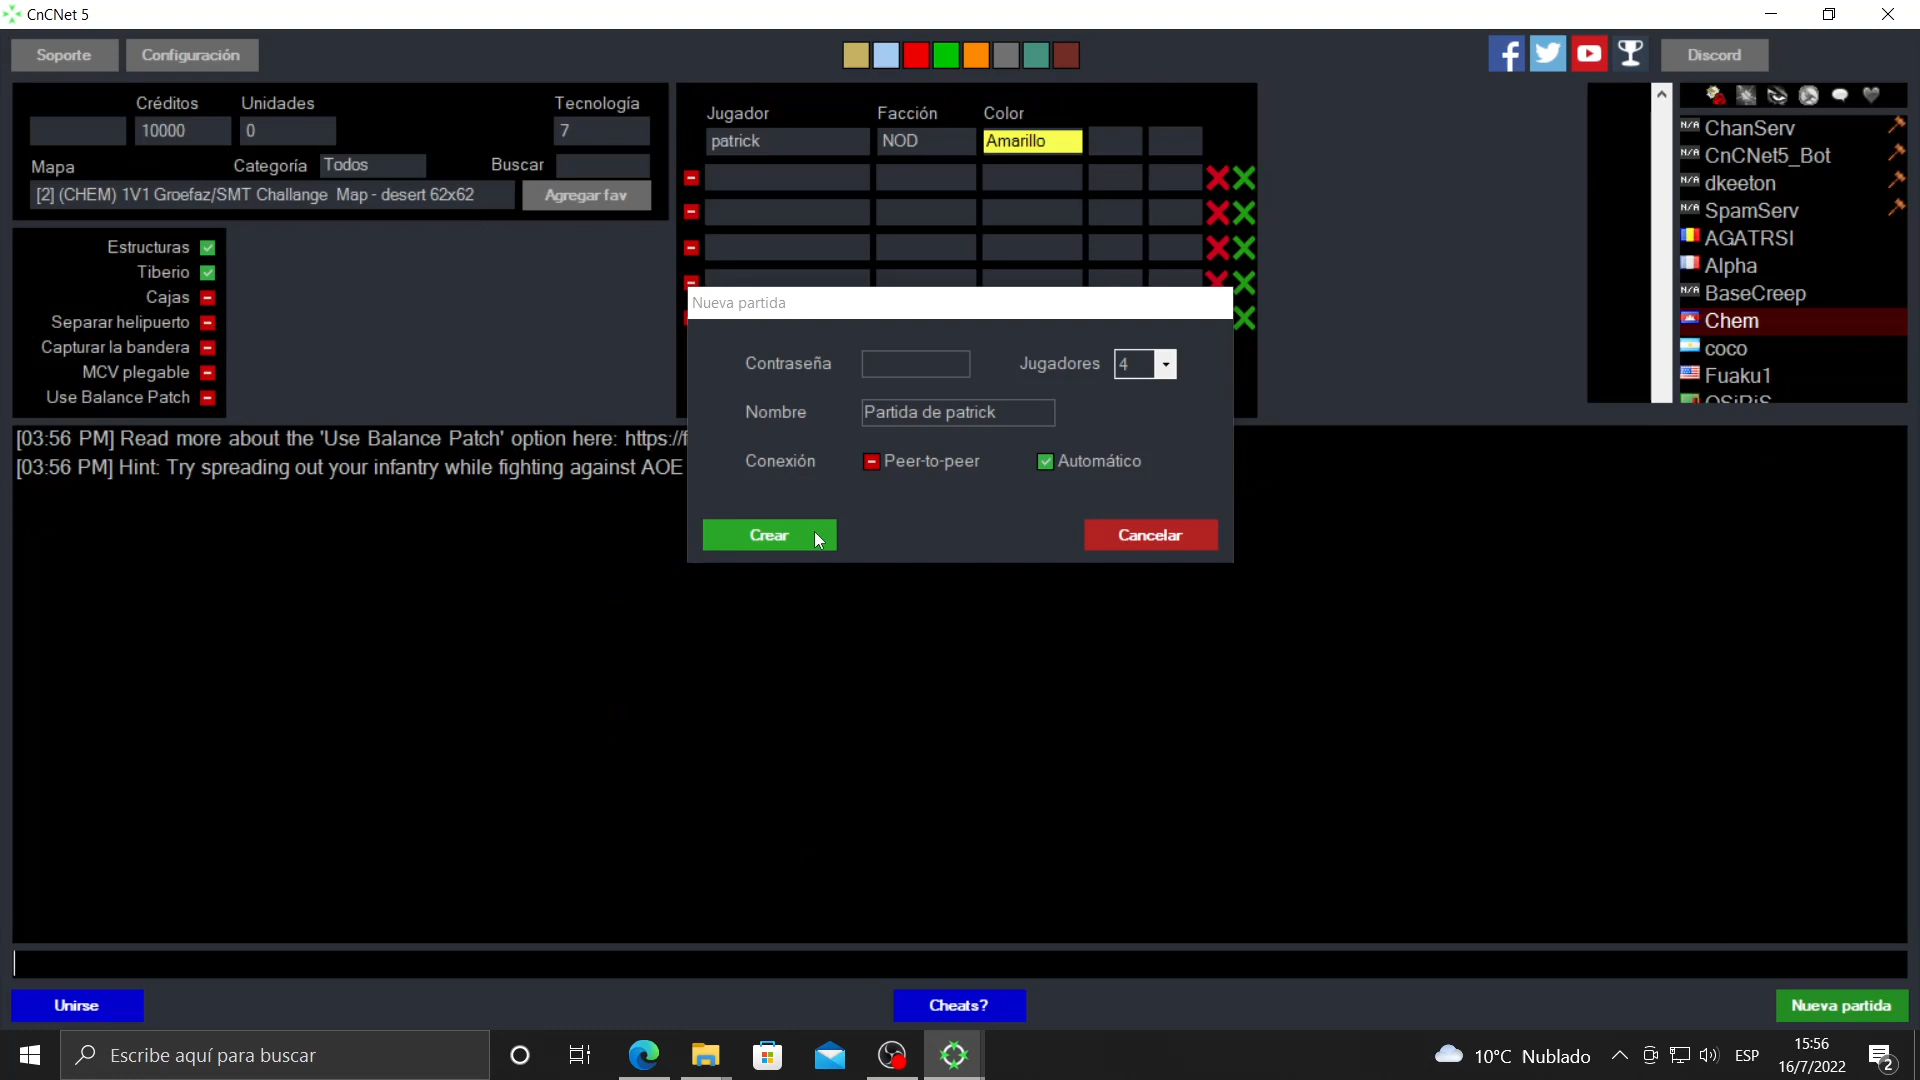 CnCNet 5
Soporte
Configuración
Discord
Créditos
Unidades
Tecnología
10000
0
7
Mapa
Categoría
Todos
Buscar
[2] (CHEM) 1V1 Groefaz/SMT Challange Map - desert 62x62
Agregar fav
Jugador
Facción
Color
patrick
NOD
Amarillo
N/A ChanServ
N/A CnCNet5_Bot
N/A dkeeton
N/A SpamServ
AGATRSI
Alpha
N/A BaseCreep
Chem
coco
Fuaku1
OSiRiS
Estructuras
Tiberio
Cajas
Separar helipuerto
Capturar la bandera
MCV plegable
Use Balance Patch
Nueva partida
Contraseña
Jugadores
4
Nombre
Partida de patrick
Conexión
Peer-to-peer
Automático
Crear
Cancelar
[03:56 PM] Read more about the 'Use Balance Patch' option here: https://f
[03:56 PM] Hint: Try spreading out your infantry while fighting against AOE
Unirse
Cheats?
Nueva partida
Escribe aquí para buscar
10°C Nublado
ESP
15:56
16/7/2022
2